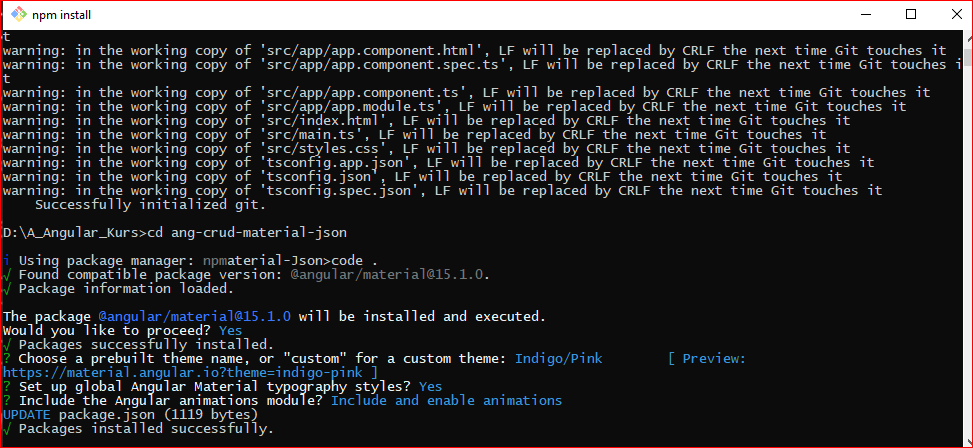 npm install
t
warning: in the working copy of 'src/app/app.component.html', LF will be replaced by CRLF the next time Git touches it
warning: in the working copy of 'src/app/app.component.spec.ts', LF will be replaced by CRLF the next time Git touches i
t
warning: in the working copy of 'src/app/app.component.ts', LF will be replaced by CRLF the next time Git touches it
warning: in the working copy of 'src/app/app.module.ts', LF will be replaced by CRLF the next time Git touches it
warning: in the working copy of 'src/index.html', LF will be replaced by CRLF the next time Git touches it
warning: in the working copy of 'src/main.ts', LF will be replaced by CRLF the next time Git touches it
warning: in the working copy of 'src/styles.css', LF will be replaced by CRLF the next time Git touches it
warning: in the working copy of 'tsconfig.app.json', LF will be replaced by CRLF the next time Git touches it
warning: in the working copy of 'tsconfig.json', LF will be replaced by CRLF the next time Git touches it
warning: in the working copy of 'tsconfig.spec.json', LF will be replaced by CRLF the next time Git touches it
    Successfully initialized git.
D:\A_Angular_Kurs>cd ang-crud-material-json
i Using package manager: npmaterial-Json>code .
√ Found compatible package version: @angular/material@15.1.0.
√ Package information loaded.
The package @angular/material@15.1.0 will be installed and executed.
Would you like to proceed? Yes
√ Packages successfully installed.
? Choose a prebuilt theme name, or "custom" for a custom theme: Indigo/Pink        [ Preview:
https://material.angular.io?theme=indigo-pink ]
? Set up global Angular Material typography styles? Yes
? Include the Angular animations module? Include and enable animations
UPDATE package.json (1119 bytes)
√ Packages installed successfully.